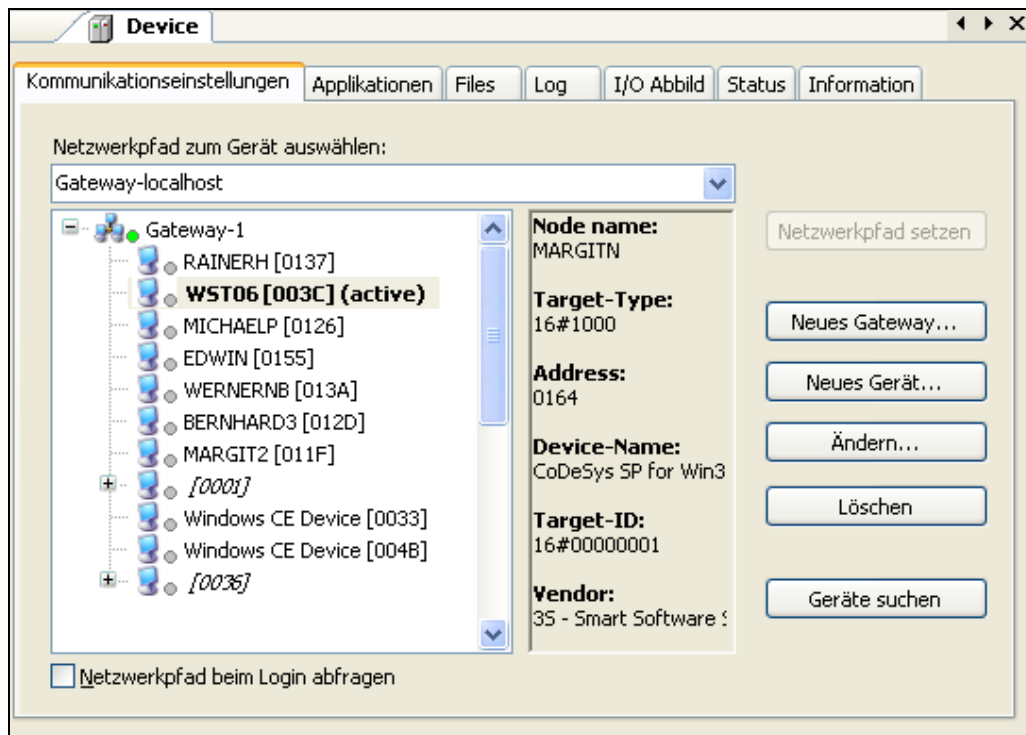 Device
Kommunikationseinstellungen Applikationen Files Log I/O Abbild Status Information
Netzwerkpfad zum Gerät auswählen:
Gateway-localhost
Gateway-1
RAINERH [0137]
WST06 [003C] (active)
MICHAELP [0126]
EDWIN [0155]
WERNERNB [013A]
BERNHARD3 [012D]
MARGIT2 [011F]
[0001]
Windows CE Device [0033]
Windows CE Device [004B]
[0036]
Node name:
MARGITN
Target-Type:
16#1000
Address:
0164
Device-Name:
CoDeSys SP for Win3
Target-ID:
16#00000001
Vendor:
3S - Smart Software S
Netzwerkpfad setzen
Neues Gateway...
Neues Gerät...
Ändern...
Löschen
Geräte suchen
Netzwerkpfad beim Login abfragen